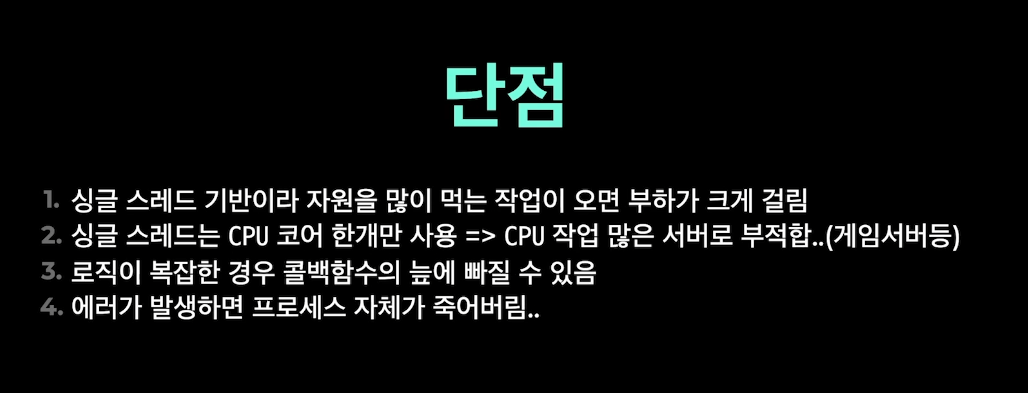 단점
1. 싱글 스레드 기반이라 자원을 많이 먹는 작업이 오면 부하가 크게 걸림
2. 싱글 스레드는 CPU 코어 한개만 사용 => CPU 작업 많은 서버로 부적합..(게임서버등)
3. 로직이 복잡한 경우 콜백함수의 늪에 빠질 수 있음
4. 에러가 발생하면 프로세스 자체가 죽어버림..